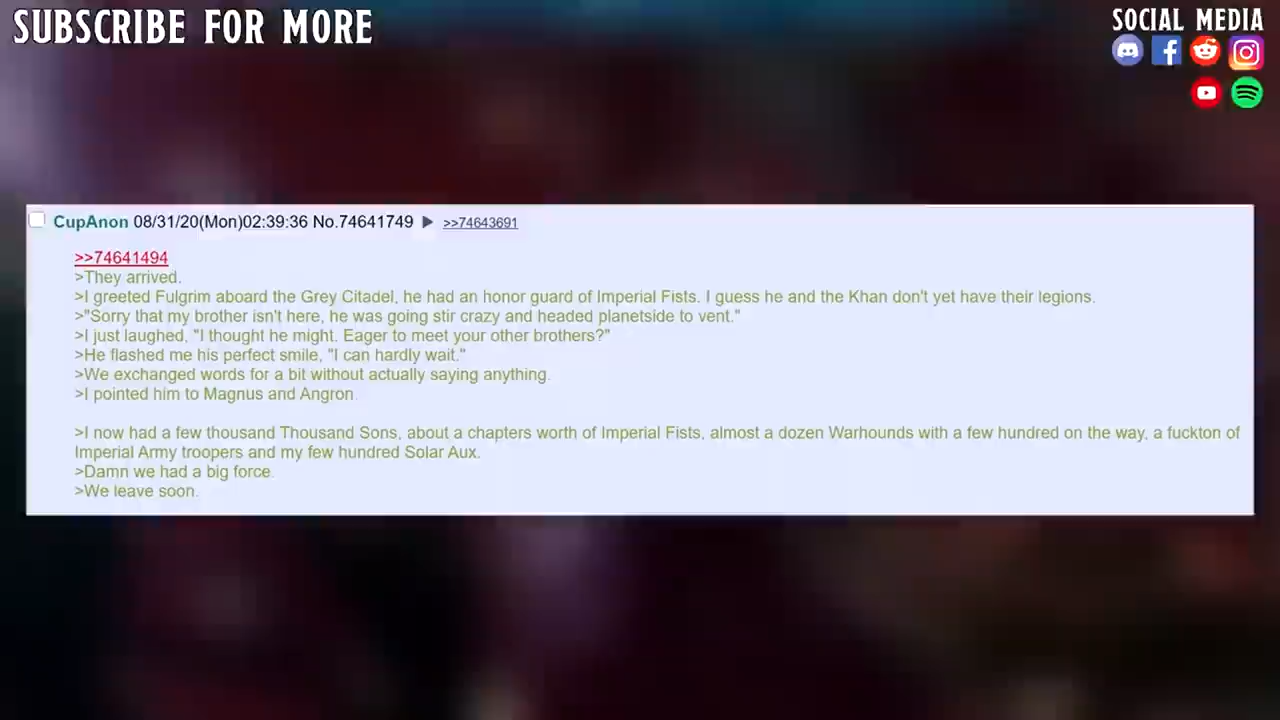 SUBSCRIBE FOR MORE
SOCIAL MEDIA
CupAnon 08/31/20(Mon)02:39:36 No.74641749 ▶ >>74643691
>>74641494
>They arrived.
>I greeted Fulgrim aboard the Grey Citadel, he had an honor guard of Imperial Fists. I guess he and the Khan don't yet have their legions.
>"Sorry that my brother isn't here, he was going stir crazy and headed planetside to vent."
>I just laughed, "I thought he might. Eager to meet your other brothers?"
>He flashed me his perfect smile, "I can hardly wait."
>We exchanged words for a bit without actually saying anything.
>I pointed him to Magnus and Angron.
>I now had a few thousand Thousand Sons, about a chapters worth of Imperial Fists, almost a dozen Warhounds with a few hundred on the way, a fuckton of
Imperial Army troopers and my few hundred Solar Aux.
>Damn we had a big force.
>We leave soon.